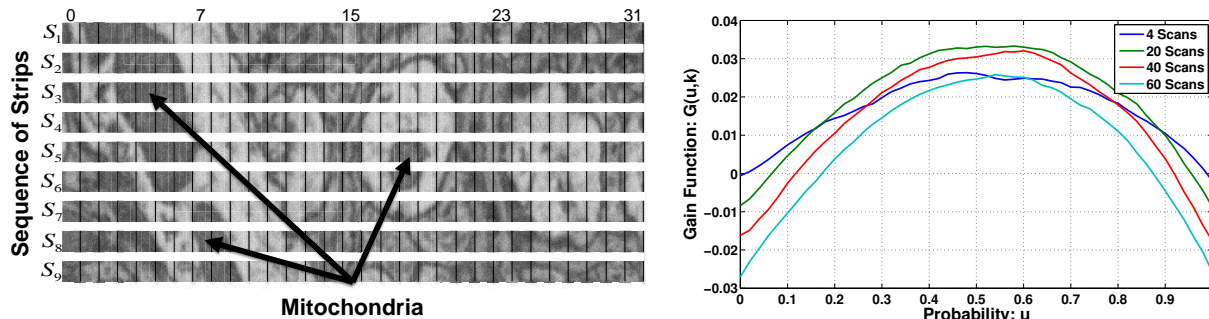 0 7 15 23 31
Sequence of Strips
S1
S2
S3
S4
S5
S6
S7
S8
S9
Mitochondria
Gain Function: G(u,k)
0.04
0.03
0.02
0.01
0
−0.01
−0.02
−0.03
4 Scans
20 Scans
40 Scans
60 Scans
0 0.1 0.2 0.3 0.4 0.5 0.6 0.7 0.8 0.9
Probability: u